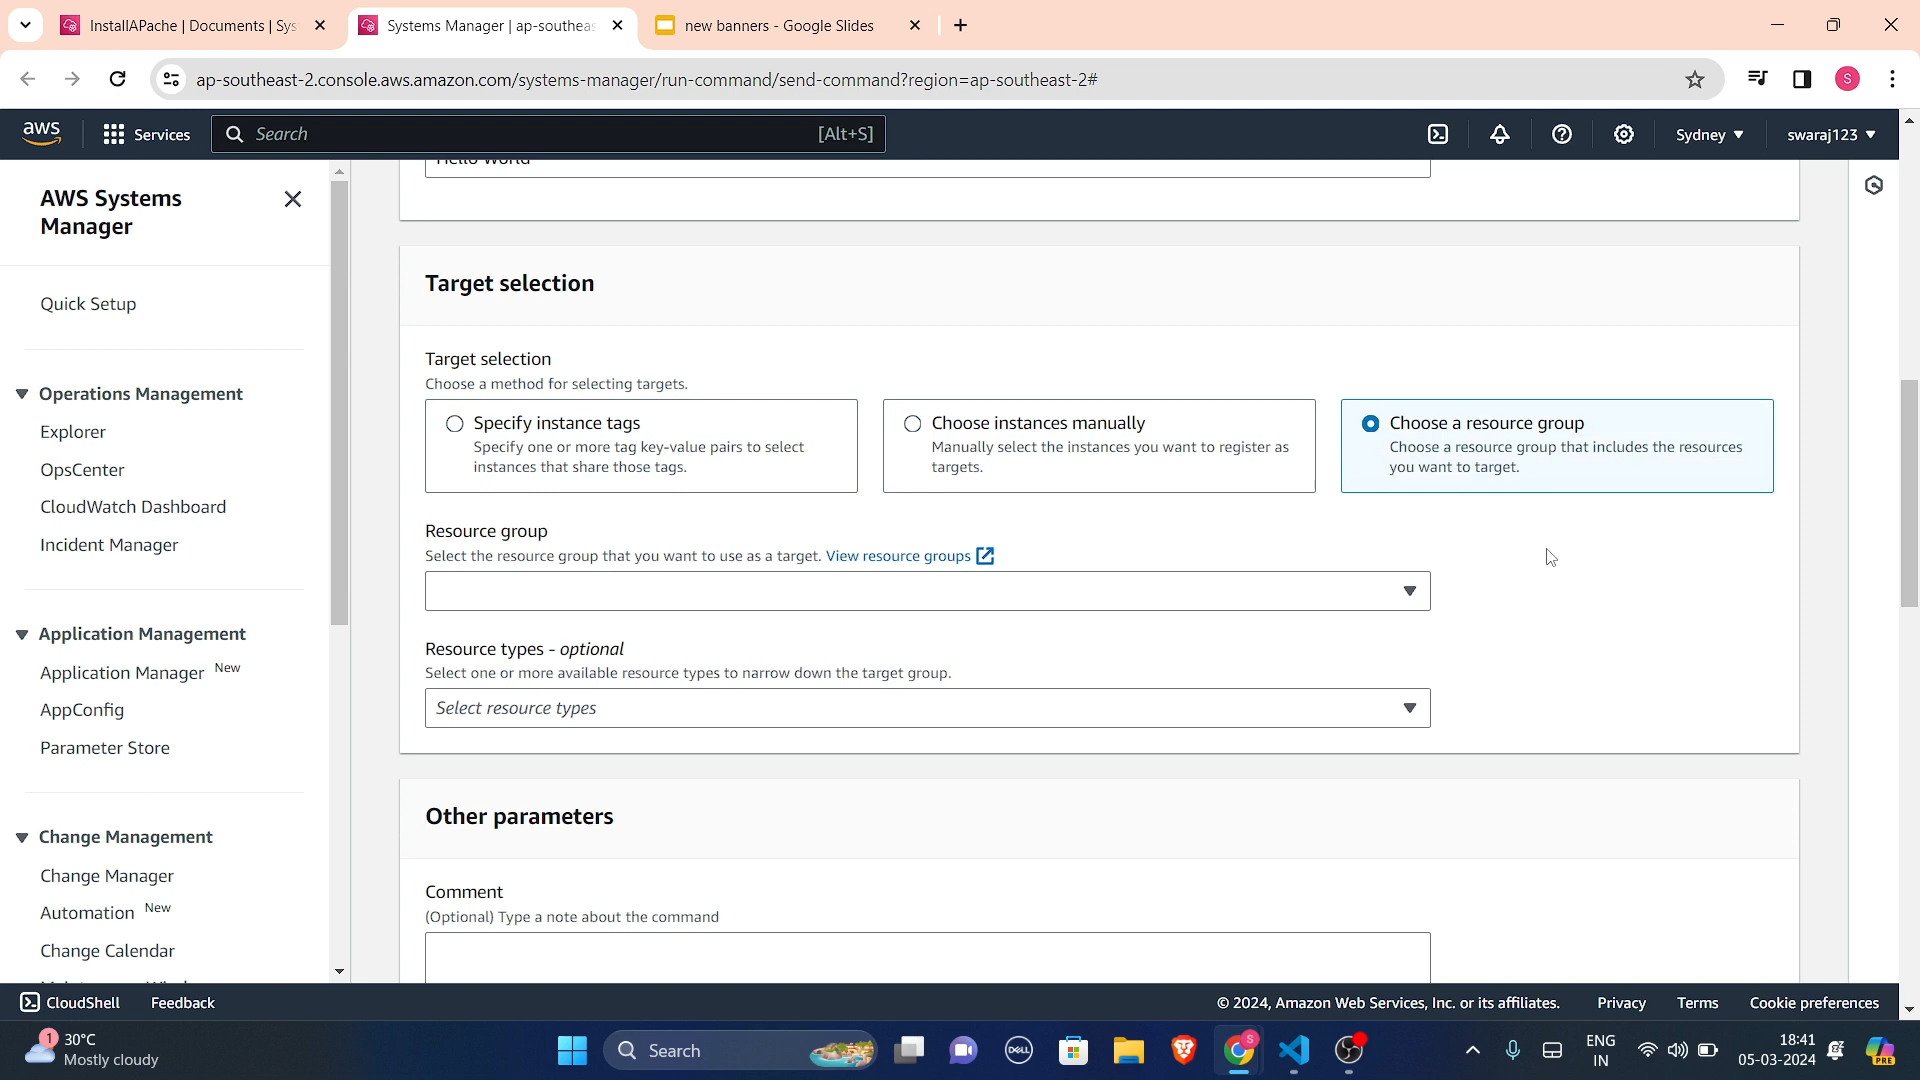 InstallAPache | Documents | Sys
Systems Manager | ap-southeas
new banners - Google Slides
ap-southeast-2.console.aws.amazon.com/systems-manager/run-command/send-command?region=ap-southeast-2#
S
aws
Services
Search
[Alt+S]
Sydney
swaraj123
AWS Systems
Manager
Quick Setup
Operations Management
Explorer
OpsCenter
CloudWatch Dashboard
Incident Manager
Application Management
Application Manager New
AppConfig
Parameter Store
Change Management
Change Manager
Automation New
Change Calendar
Hello World
Target selection
Target selection
Choose a method for selecting targets.
Specify instance tags
Specify one or more tag key-value pairs to select
instances that share those tags.
Choose instances manually
Manually select the instances you want to register as
targets.
Choose a resource group
Choose a resource group that includes the resources
you want to target.
Resource group
Select the resource group that you want to use as a target. View resource groups
Resource types - optional
Select one or more available resource types to narrow down the target group.
Select resource types
Other parameters
Comment
(Optional) Type a note about the command
CloudShell
Feedback
© 2024, Amazon Web Services, Inc. or its affiliates.
Privacy
Terms
Cookie preferences
1
30°C
Mostly cloudy
Search
DELL
S
ENG
IN
18:41
05-03-2024
PRE